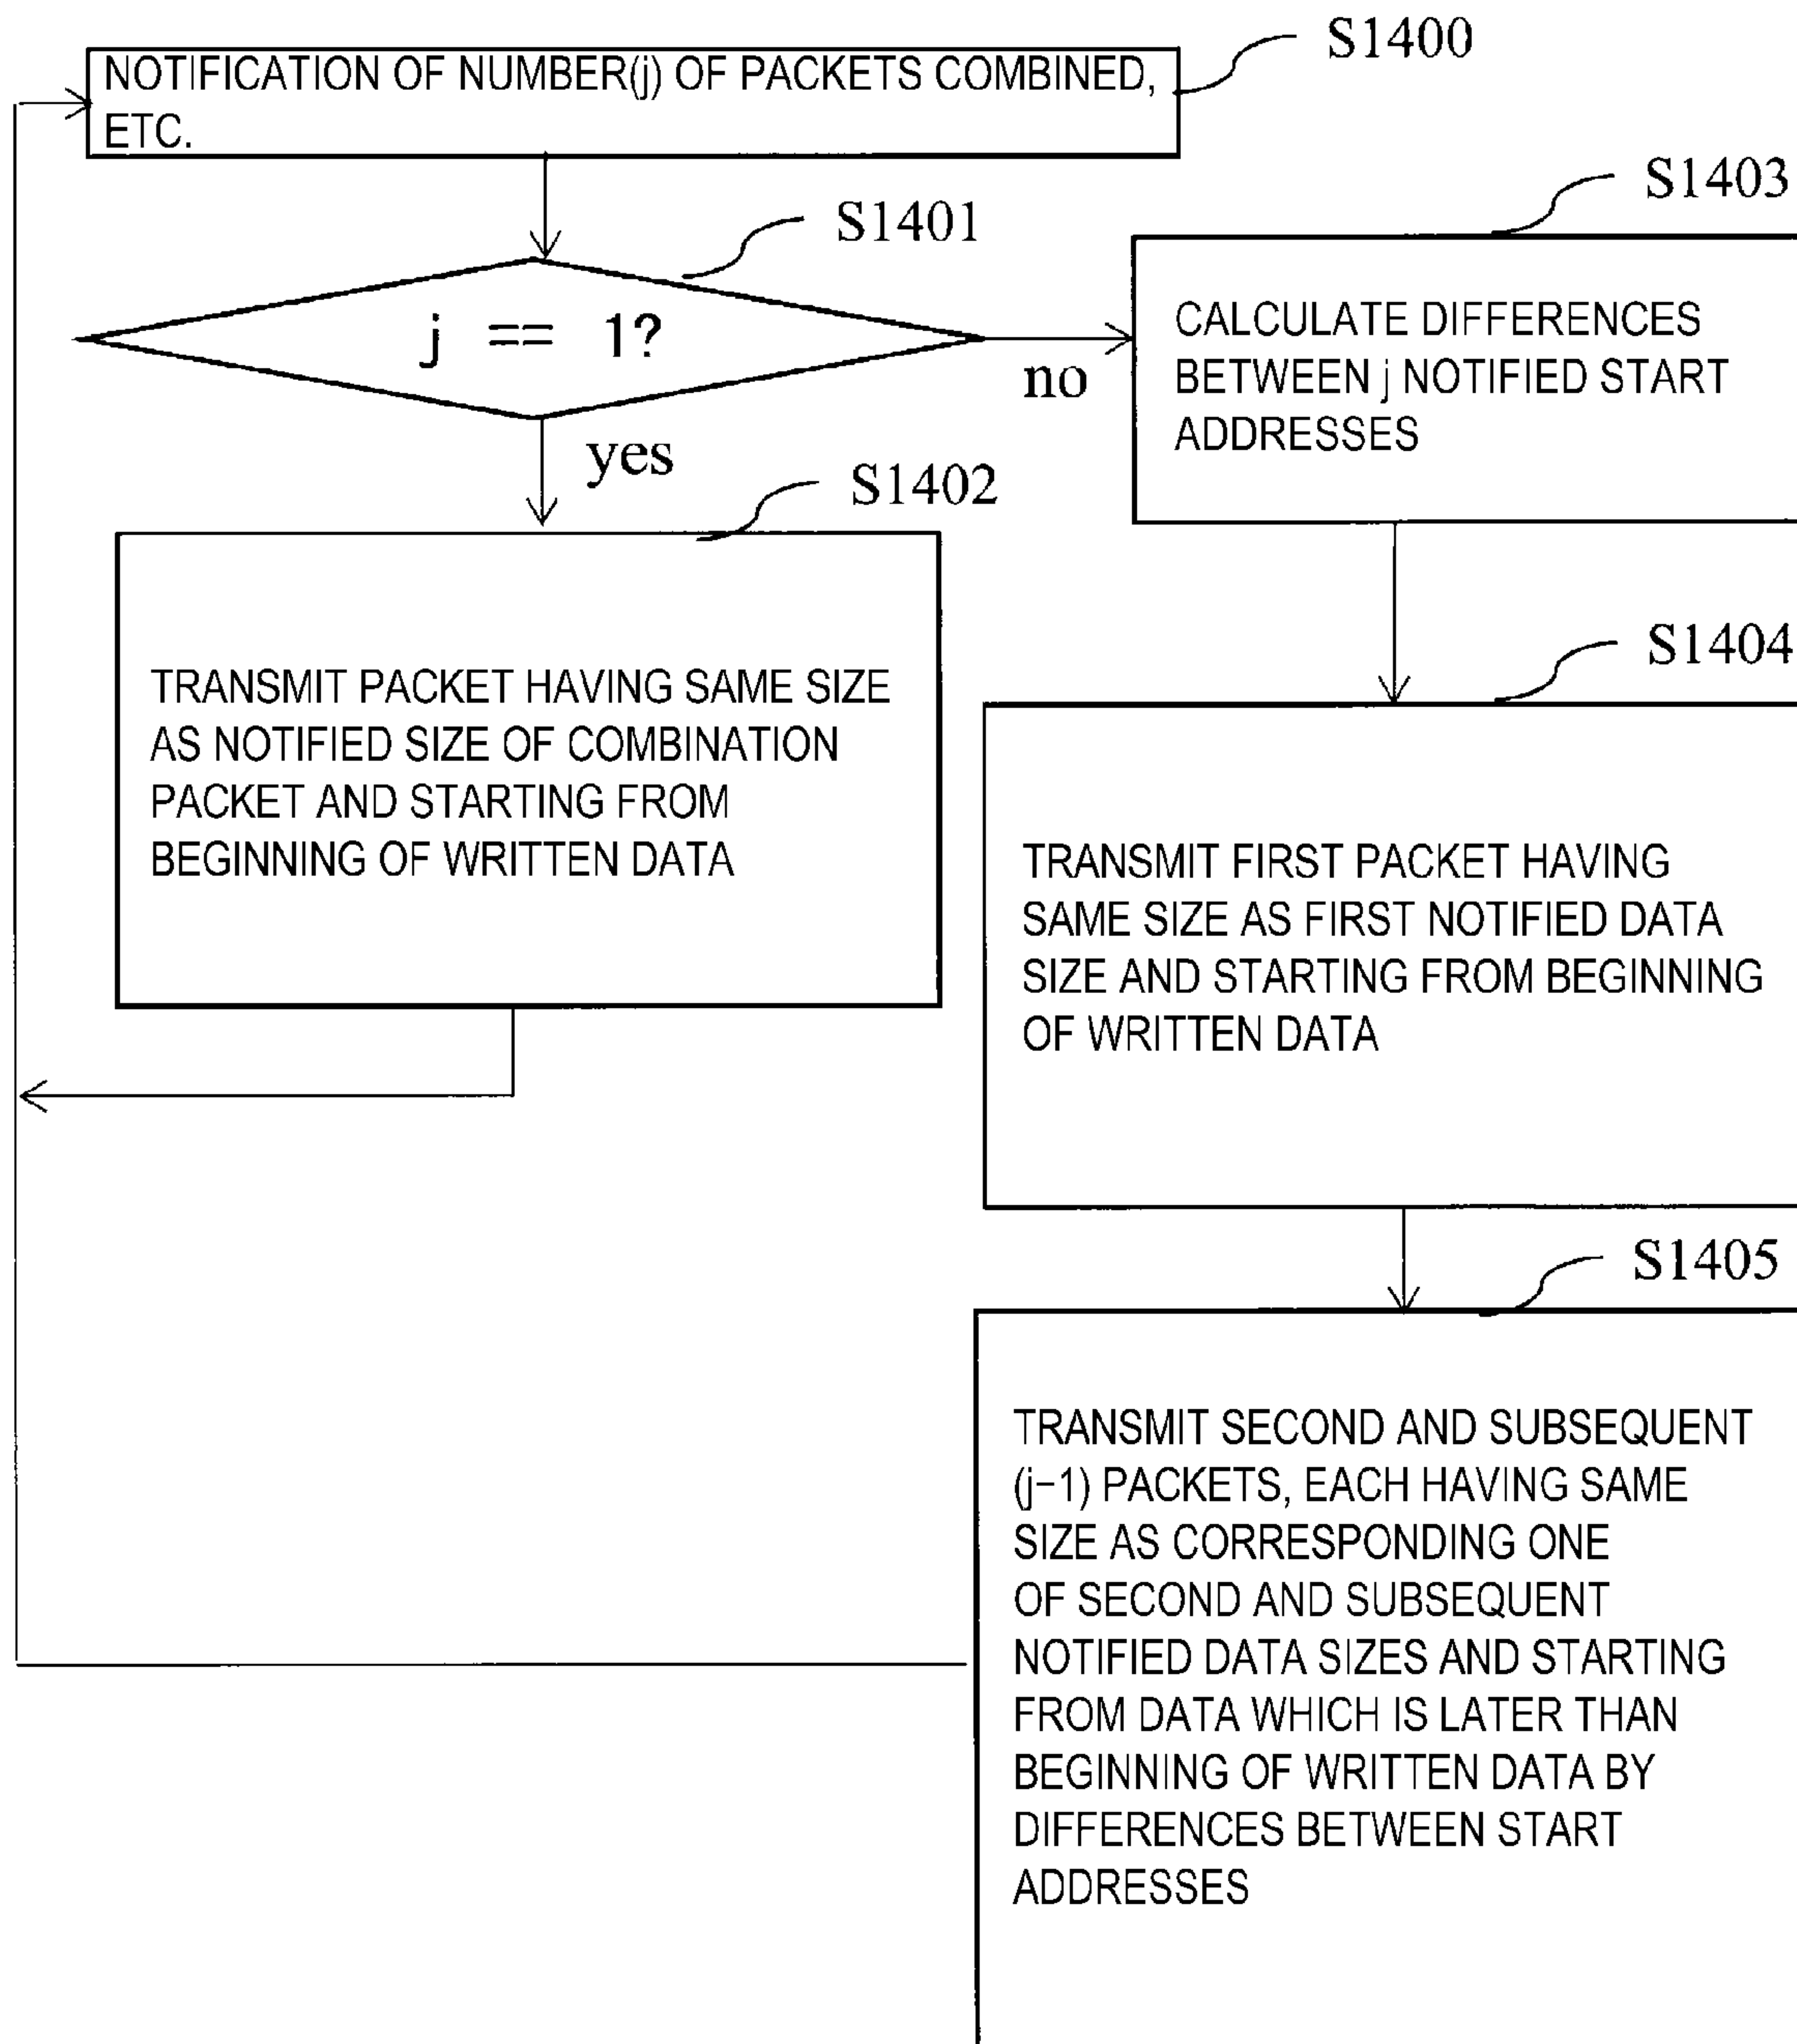 S1400
NOTIFICATION OF NUMBER(j) OF PACKETS COMBINED,
ETC.
S1401
j == 1?
no
yes
S1403
CALCULATE DIFFERENCES
BETWEEN j NOTIFIED START
ADDRESSES
S1402
TRANSMIT PACKET HAVING SAME SIZE
AS NOTIFIED SIZE OF COMBINATION
PACKET AND STARTING FROM
BEGINNING OF WRITTEN DATA
S1404
TRANSMIT FIRST PACKET HAVING
SAME SIZE AS FIRST NOTIFIED DATA
SIZE AND STARTING FROM BEGINNING
OF WRITTEN DATA
S1405
TRANSMIT SECOND AND SUBSEQUENT
(j−1) PACKETS, EACH HAVING SAME
SIZE AS CORRESPONDING ONE
OF SECOND AND SUBSEQUENT
NOTIFIED DATA SIZES AND STARTING
FROM DATA WHICH IS LATER THAN
BEGINNING OF WRITTEN DATA BY
DIFFERENCES BETWEEN START
ADDRESSES